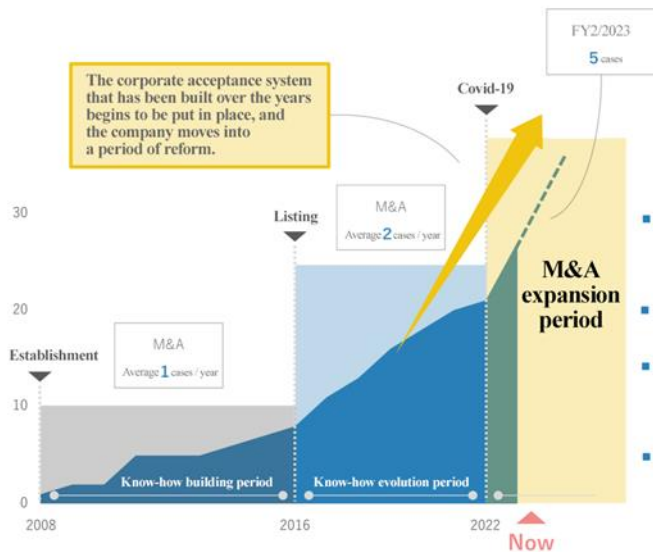 FY2/2023
5 cases
The corporate acceptance system
that has been built over the years
begins to be put in place, and
the company moves into
a period of reform.
Covid-19
30
Listing
M&A
Average 2 cases / year
20
M&A
expansion
period
Establishment
M&A
Average 1 cases / year
10
Know-how building period
Know-how evolution period
0
2008
2016
2022
Now